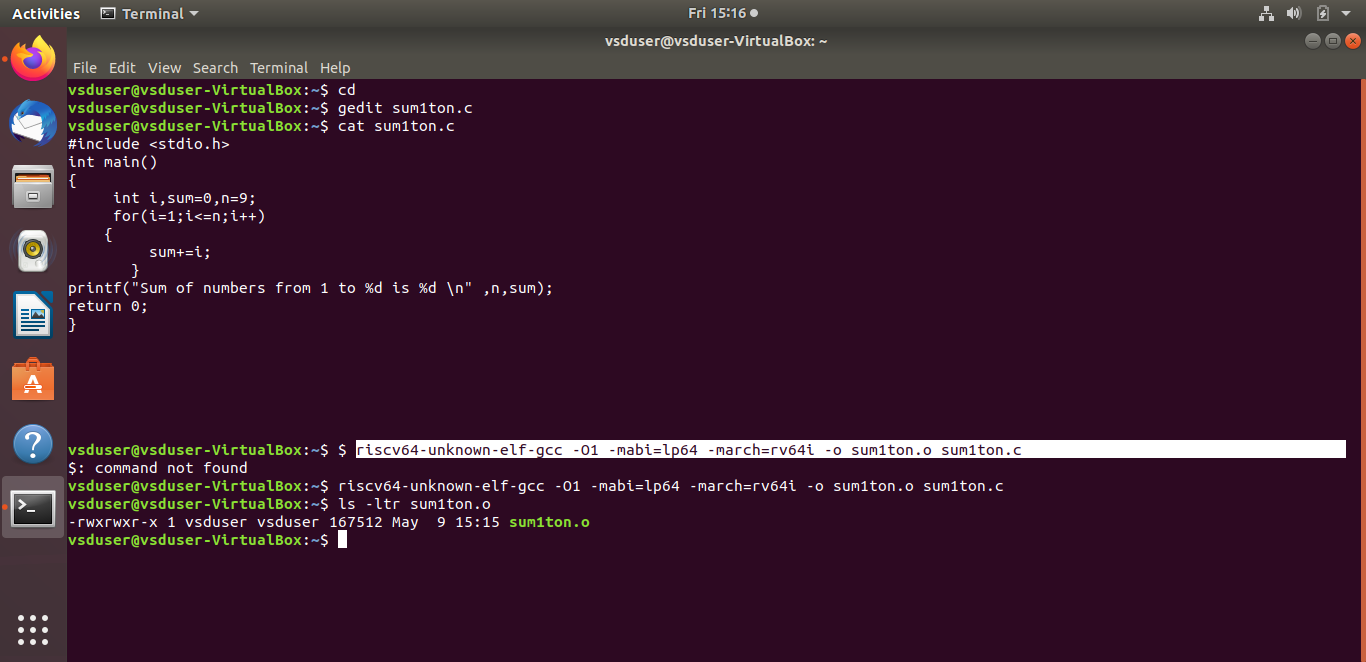 Activities Terminal Fri 15:16
vsduser@vsduser-VirtualBox: ~
File Edit View Search Terminal Help
vsduser@vsduser-VirtualBox:~$ cd
vsduser@vsduser-VirtualBox:~$ gedit sum1ton.c
vsduser@vsduser-VirtualBox:~$ cat sum1ton.c
#include <stdio.h>
int main()
{
     int i,sum=0,n=9;
     for(i=1;i<=n;i++)
    {
         sum+=i;
       }
printf("Sum of numbers from 1 to %d is %d \n" ,n,sum);
return 0;
}
vsduser@vsduser-VirtualBox:~$ $ riscv64-unknown-elf-gcc -O1 -mabi=lp64 -march=rv64i -o sum1ton.o sum1ton.c
$: command not found
vsduser@vsduser-VirtualBox:~$ riscv64-unknown-elf-gcc -O1 -mabi=lp64 -march=rv64i -o sum1ton.o sum1ton.c
vsduser@vsduser-VirtualBox:~$ ls -ltr sum1ton.o
-rwxrwxr-x 1 vsduser vsduser 167512 May  9 15:15 sum1ton.o
vsduser@vsduser-VirtualBox:~$